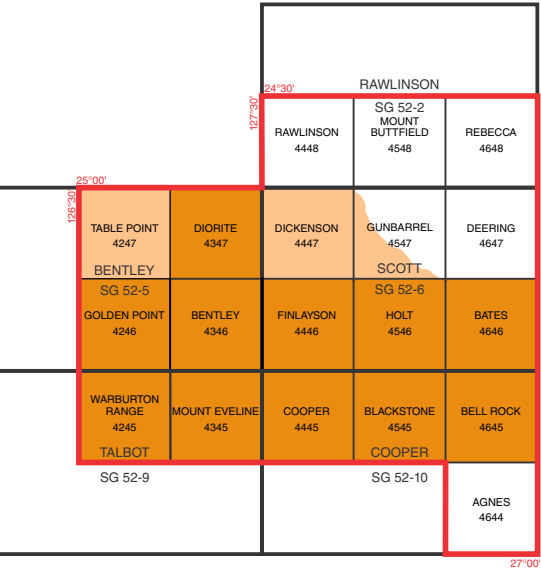 RAWLINSON
24°30'
127°30'
SG 52-2
RAWLINSON
4448
MOUNT
BUTTFIELD
4548
REBECCA
4648
25°00'
126°30'
TABLE POINT
4247
DIORITE
4347
DICKENSON
4447
GUNBARREL
4547
DEERING
4647
BENTLEY
SCOTT
SG 52-5
SG 52-6
GOLDEN POINT
4246
BENTLEY
4346
FINLAYSON
4446
HOLT
4546
BATES
4646
WARBURTON
RANGE
4245
MOUNT EVELINE
4345
COOPER
4445
BLACKSTONE
4545
BELL ROCK
4645
TALBOT
COOPER
SG 52-9
SG 52-10
AGNES
4644
27°00'